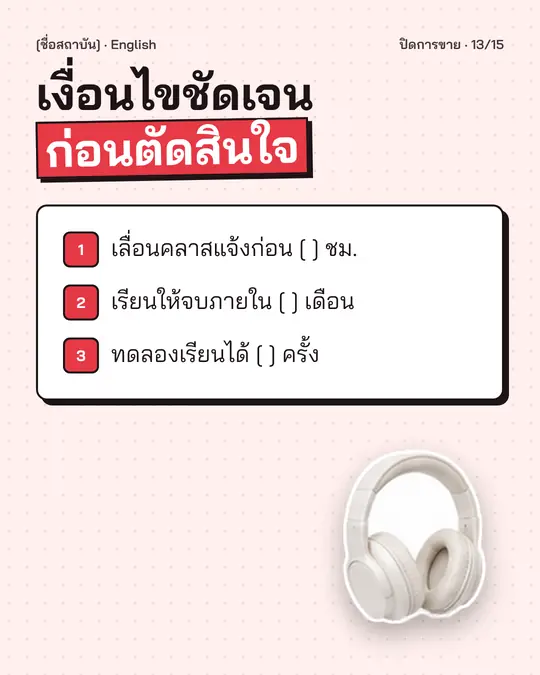 [ชื่อสถาบัน] · English
ปิดการขาย · 13/15
เงื่อนไขชัดเจน
ก่อนตัดสินใจ
1 เลื่อนคลาสแจ้งก่อน [ ] ชม.
2 เรียนให้จบภายใน [ ] เดือน
3 ทดลองเรียนได้ [ ] ครั้ง